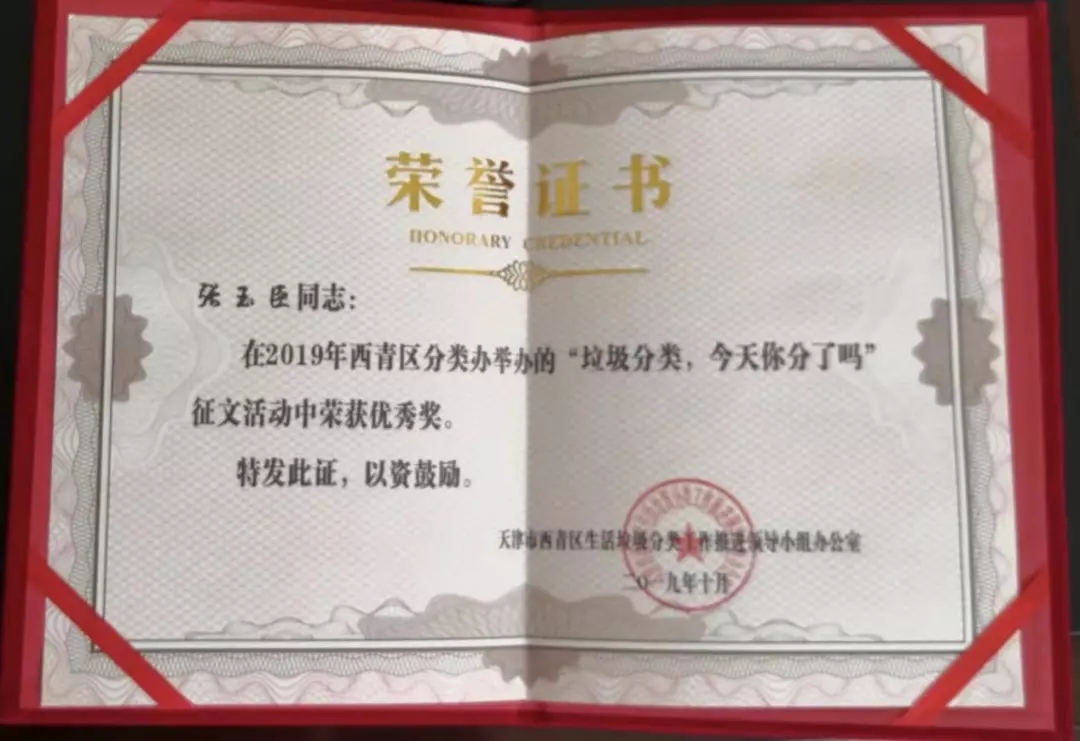 荣誉证书
HONORARY CREDENTIAL
张玉臣同志：
在2019年西青区分类办举办的“垃圾分类，今天你分了吗”
征文活动中荣获优秀奖。
特发此证，以资鼓励。
天津市西青区生活垃圾分类工作推进领导小组办公室
二〇一九年十月